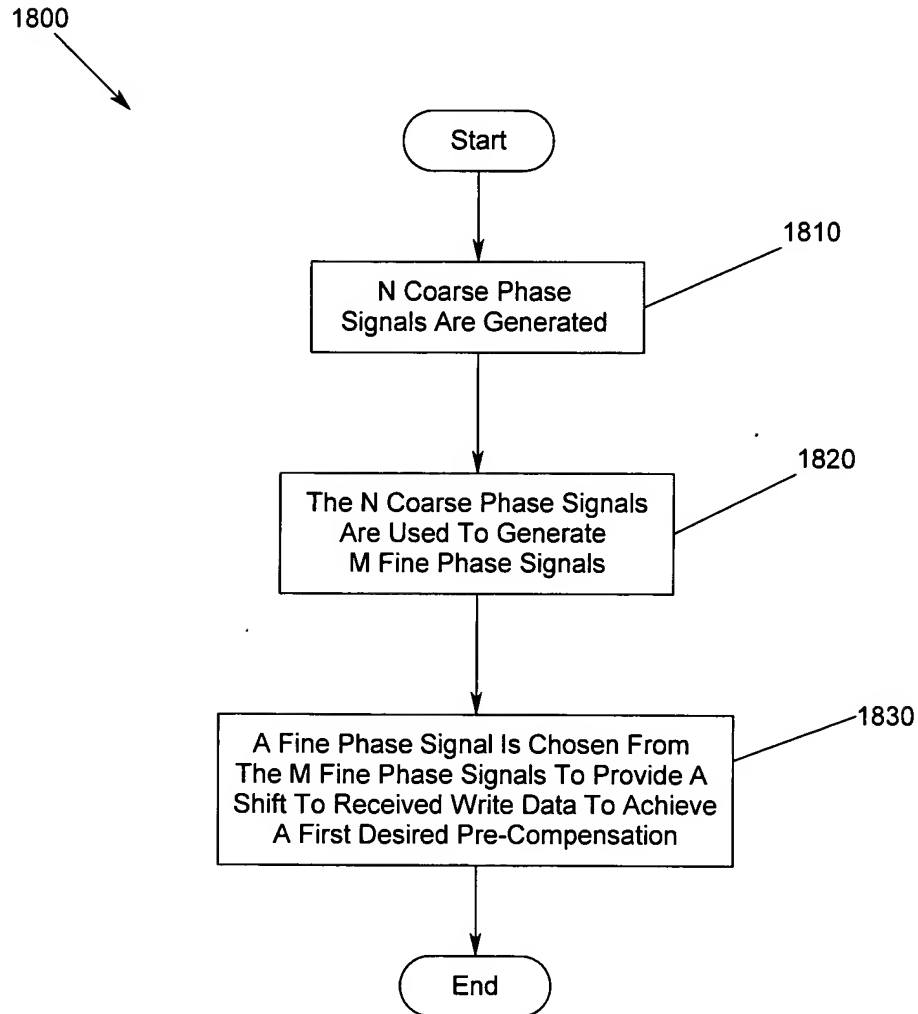 1800
Start
1810
N Coarse Phase
Signals Are Generated
1820
The N Coarse Phase Signals
Are Used To Generate
M Fine Phase Signals
1830
A Fine Phase Signal Is Chosen From
The M Fine Phase Signals To Provide A
Shift To Received Write Data To Achieve
A First Desired Pre-Compensation
End